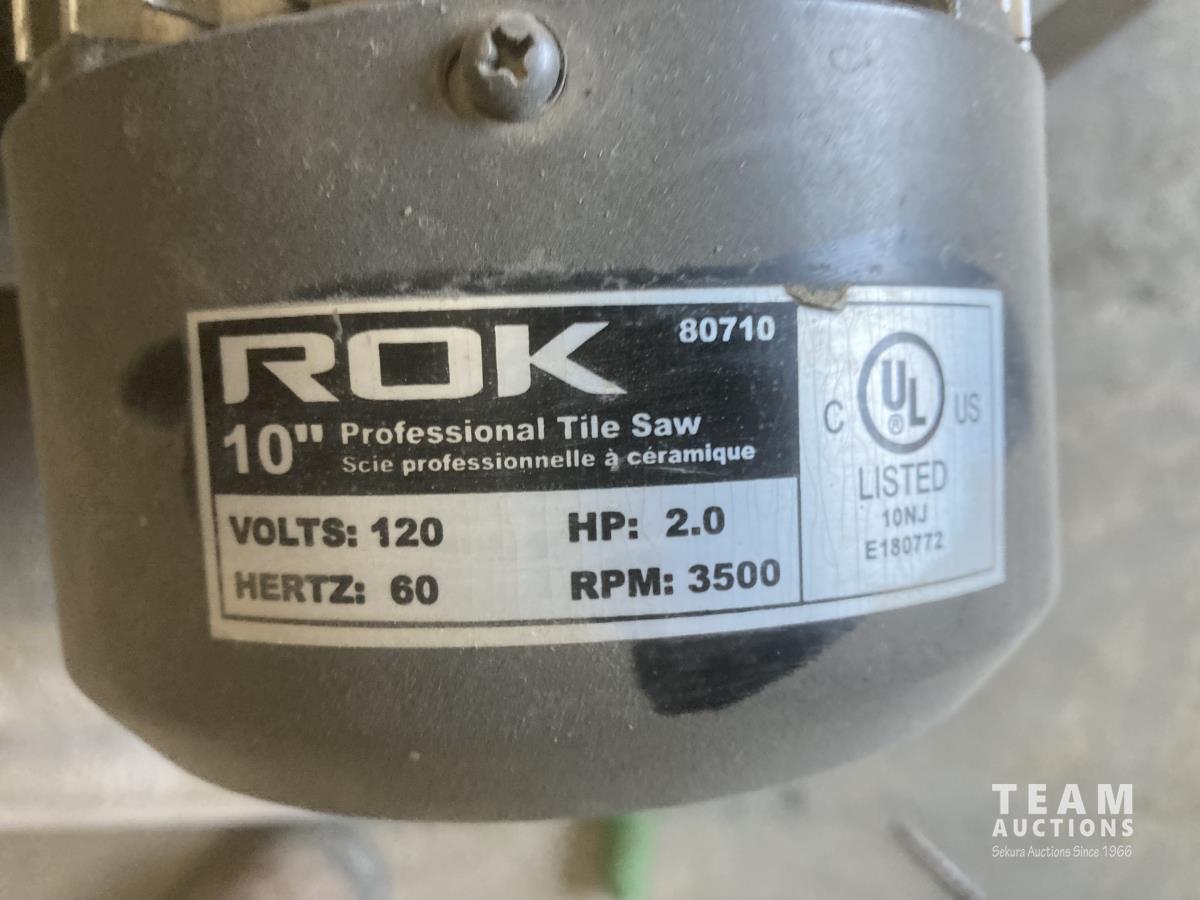 ROK 80710
10" Professional Tile Saw
Scie professionnelle à céramique
VOLTS: 120 HP: 2.0
HERTZ: 60 RPM: 3500
C UL® US
LISTED
10NJ
E180772
TEAM
AUCTIONS
Sekura Auctions Since 1966